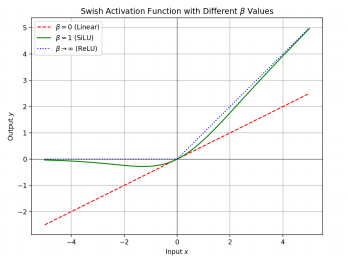 Swish Activation Function with Different β Values
β = 0 (Linear)
β = 1 (SiLU)
β → ∞ (ReLU)
5
4
3
2
1
0
−1
−2
Output y
−4
−2
0
2
4
Input x